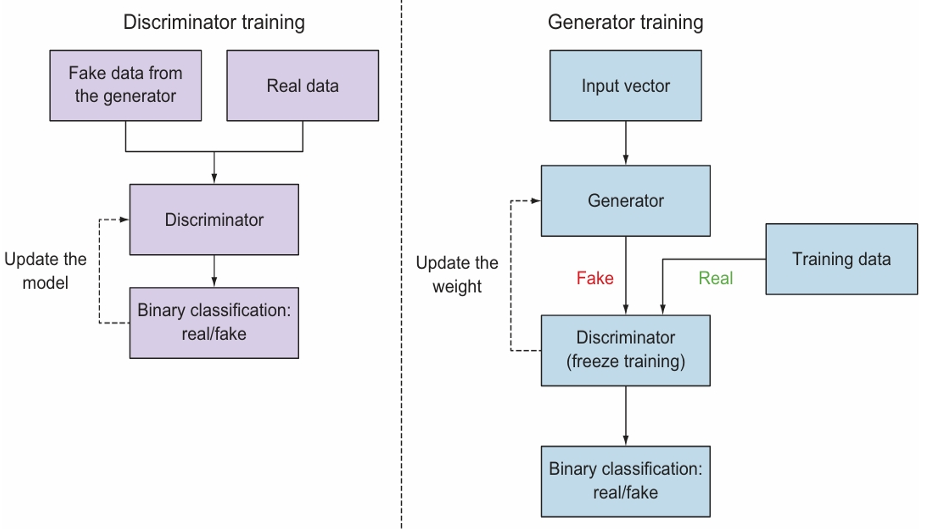 Discriminator training
Fake data from
the generator
Real data
Discriminator
Update the
model
Binary classification:
real/fake
Generator training
Input vector
Generator
Training data
Update the
weight
Fake
Real
Discriminator
(freeze training)
Binary classification:
real/fake